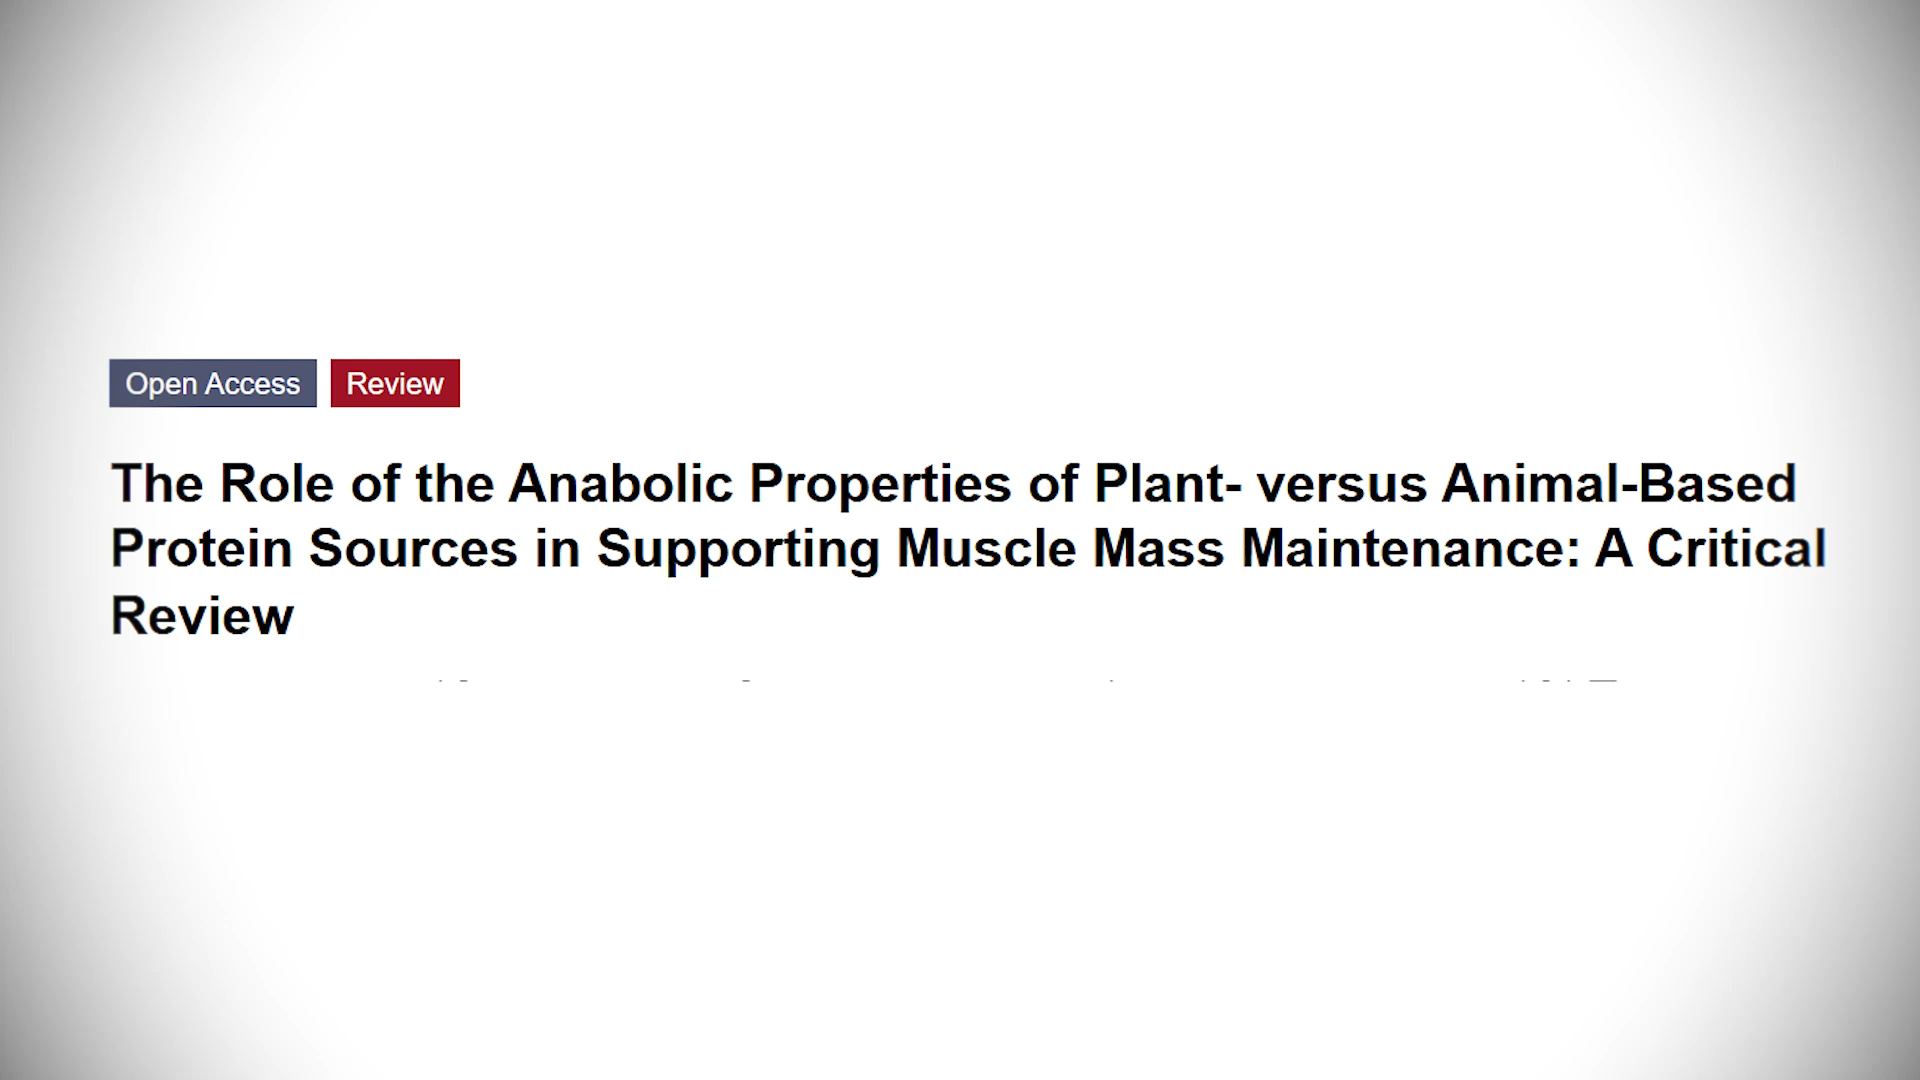 Open Access Review
The Role of the Anabolic Properties of Plant- versus Animal-Based
Protein Sources in Supporting Muscle Mass Maintenance: A Critical
Review